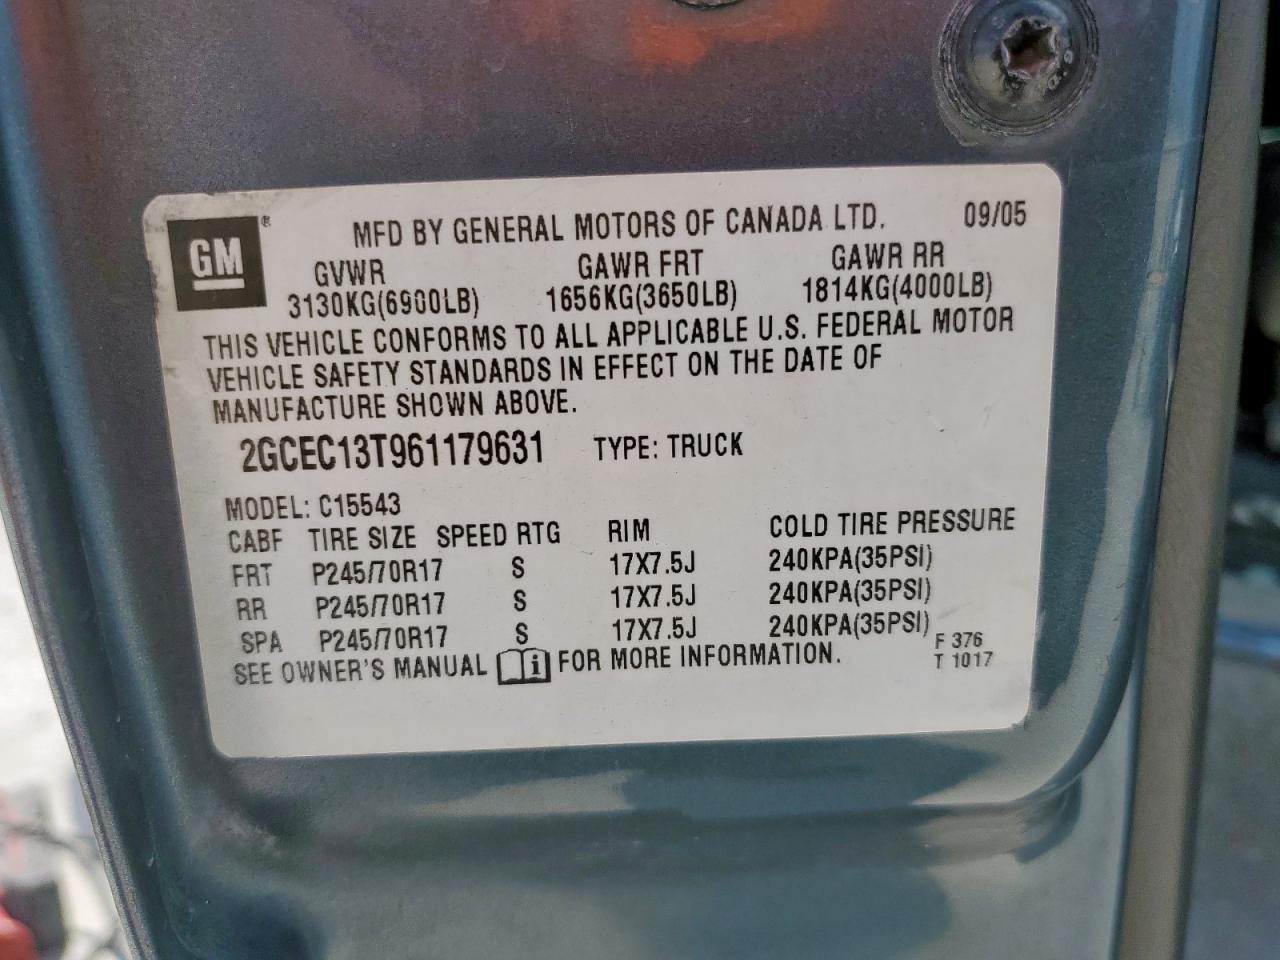 GM ® MFD BY GENERAL MOTORS OF CANADA LTD. 09/05
GVWR GAWR FRT GAWR RR
3130KG(6900LB) 1656KG(3650LB) 1814KG(4000LB)
THIS VEHICLE CONFORMS TO ALL APPLICABLE U.S. FEDERAL MOTOR
VEHICLE SAFETY STANDARDS IN EFFECT ON THE DATE OF
MANUFACTURE SHOWN ABOVE.
2GCEC13T961179631 TYPE: TRUCK
MODEL: C15543
CABF TIRE SIZE SPEED RTG RIM COLD TIRE PRESSURE
FRT P245/70R17 S 17X7.5J 240KPA(35PSI)
RR P245/70R17 S 17X7.5J 240KPA(35PSI)
SPA P245/70R17 S 17X7.5J 240KPA(35PSI)
SEE OWNER'S MANUAL i FOR MORE INFORMATION.
F 376
T 1017